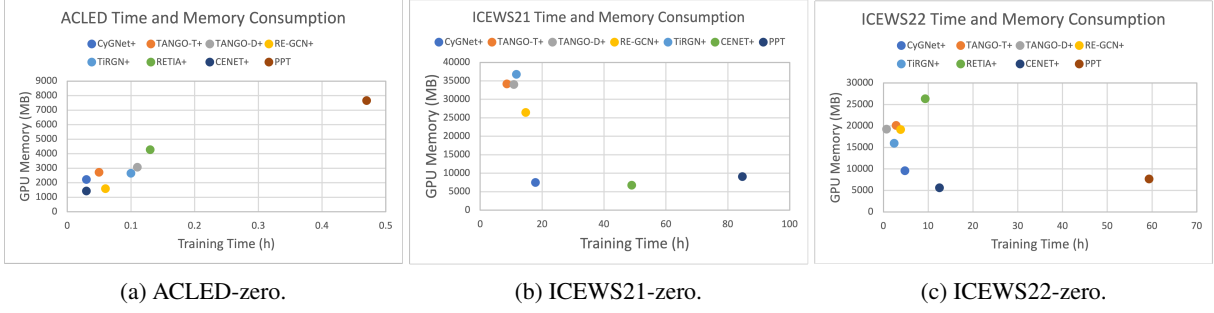 ACLED Time and Memory Consumption
CyGNet+ TANGO-T+ TANGO-D+ RE-GCN+
TiRGN+ RETIA+ CENET+ PPT
GPU Memory (MB)
9000
8000
7000
6000
5000
4000
3000
2000
1000
0
0 0.1 0.2 0.3 0.4 0.5
Training Time (h)
(a) ACLED-zero.
ICEWS21 Time and Memory Consumption
CyGNet+ TANGO-T+ TANGO-D+ RE-GCN+ TiRGN+ CENET+ PPT
GPU Memory (MB)
40000
35000
30000
25000
20000
15000
10000
5000
0
0 20 40 60 80 100
Training Time (h)
(b) ICEWS21-zero.
ICEWS22 Time and Memory Consumption
CyGNet+ TANGO-T+ TANGO-D+ RE-GCN+
TiRGN+ RETIA+ CENET+ PPT
GPU Memory (MB)
30000
25000
20000
15000
10000
5000
0
0 10 20 30 40 50 60 70
Training Time (h)
(c) ICEWS22-zero.